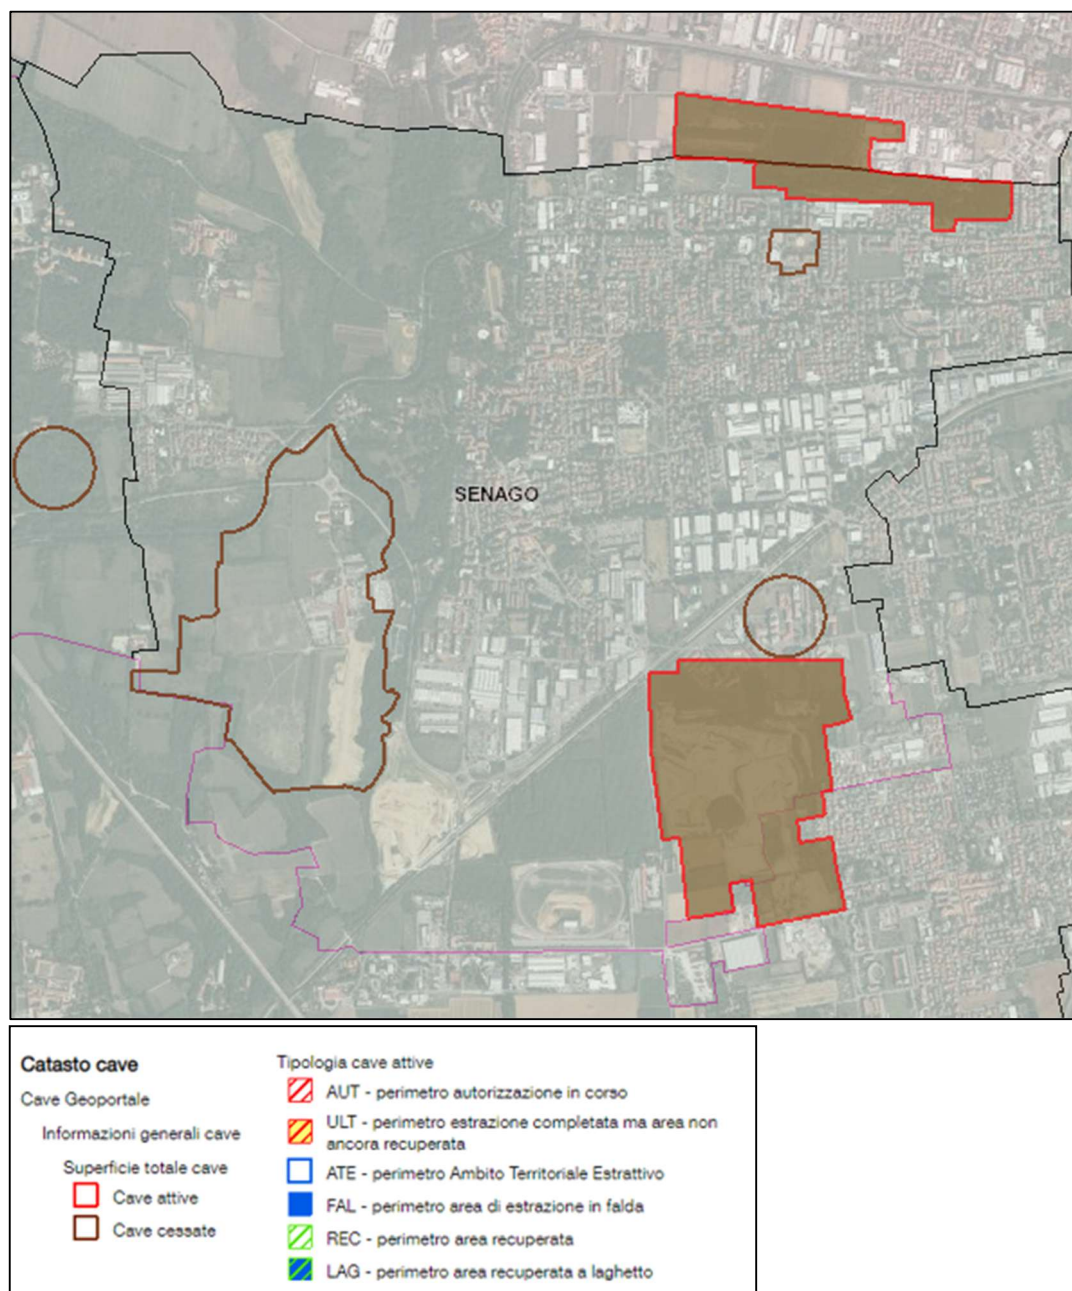 SENAGO
Catasto cave
Cave Geoportale
Informazioni generali cave
Superficie totale cave
Cave attive
Cave cessate
Tipologia cave attive
AUT - perimetro autorizzazione in corso
ULT - perimetro estrazione completata ma area non
ancora recuperata
ATE - perimetro Ambito Territoriale Estrattivo
FAL - perimetro area di estrazione in falda
REC - perimetro area recuperata
LAG - perimetro area recuperata a laghetto